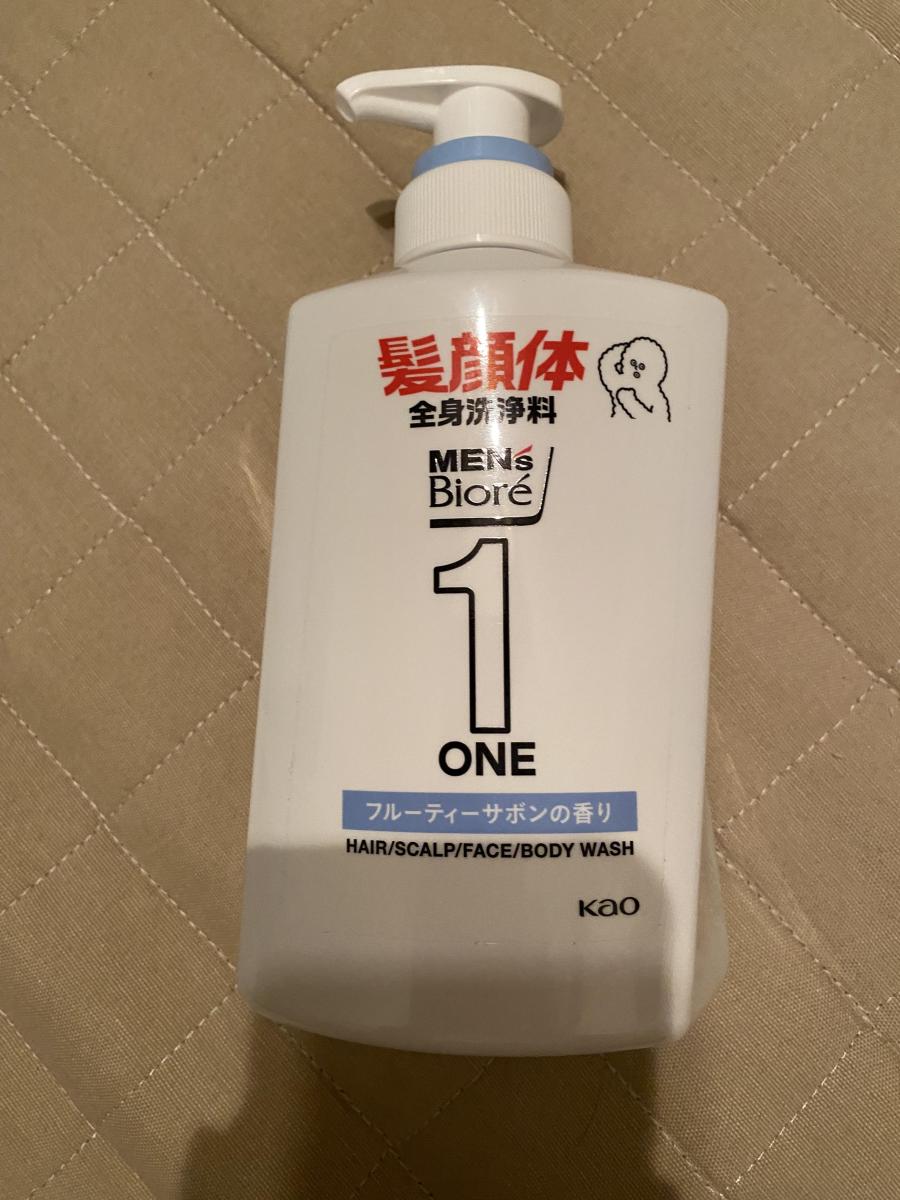 髪顔体
全身洗浄料
MEN's
Bioré
1
ONE
フルーティーサボンの香り
HAIR/SCALP/FACE/BODY WASH
Kao